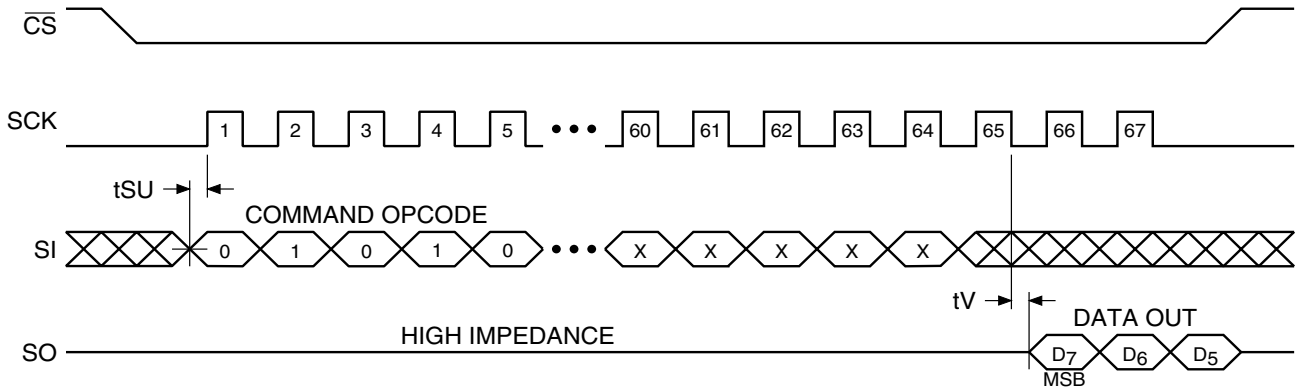 CS
SCK
1 2 3 4 5 ••• 60 61 62 63 64 65 66 67
tSU
COMMAND OPCODE
SI
0 1 0 1 0 ••• X X X X X
tV
HIGH IMPEDANCE
DATA OUT
SO
D7 D6 D5
MSB